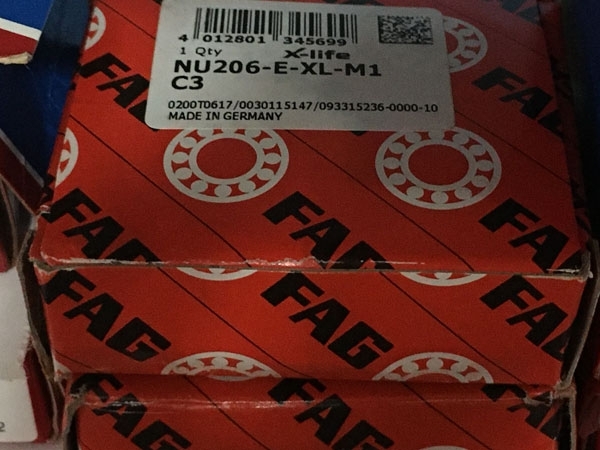 4 012801 345699
1 Qty X-life
NU206-E-XL-M1
C3
0200T0617/0030115147/093315236-0000-10
MADE IN GERMANY
FAG
FAG
FAG
FAG
FAG
FAG
FAG
FAG